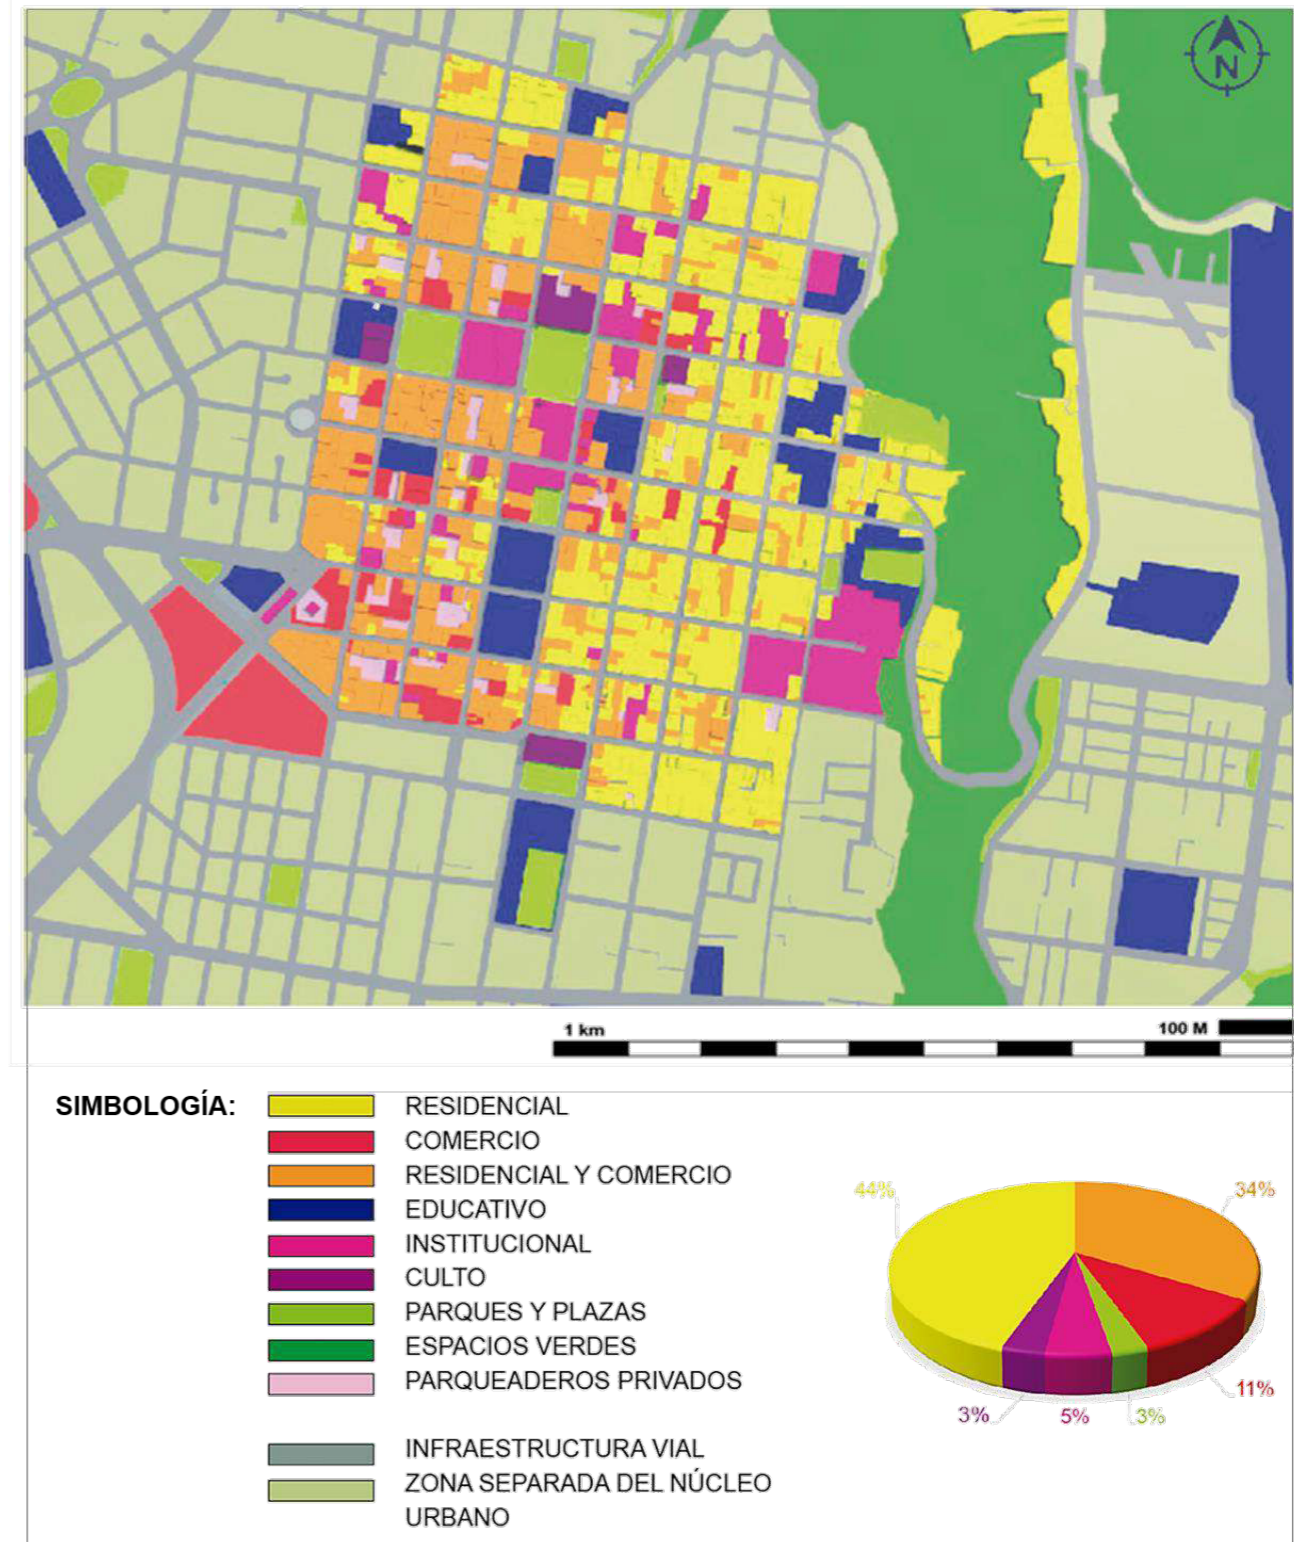 N
1 km
100 M
SIMBOLOGÍA:
RESIDENCIAL
COMERCIO
RESIDENCIAL Y COMERCIO
EDUCATIVO
INSTITUCIONAL
CULTO
PARQUES Y PLAZAS
ESPACIOS VERDES
PARQUEADEROS PRIVADOS
INFRAESTRUCTURA VIAL
ZONA SEPARADA DEL NÚCLEO
URBANO
44%
34%
11%
3%
5%
3%